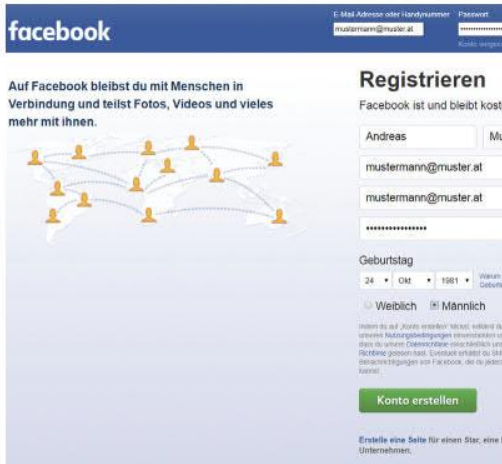 facebook
E-Mail-Adresse oder Handynummer Passwort
mustermann@muster.at
Auf Facebook bleibst du mit Menschen in
Verbindung und teilst Fotos, Videos und vieles
mehr mit ihnen.
Registrieren
Facebook ist und bleibt kost
Andreas Mu
mustermann@muster.at
mustermann@muster.at
Geburtstag
24 Okt 1981 Warum
Weiblich Männlich
Konto erstellen
Erstelle eine Seite für einen Star, eine
Unternehmen.